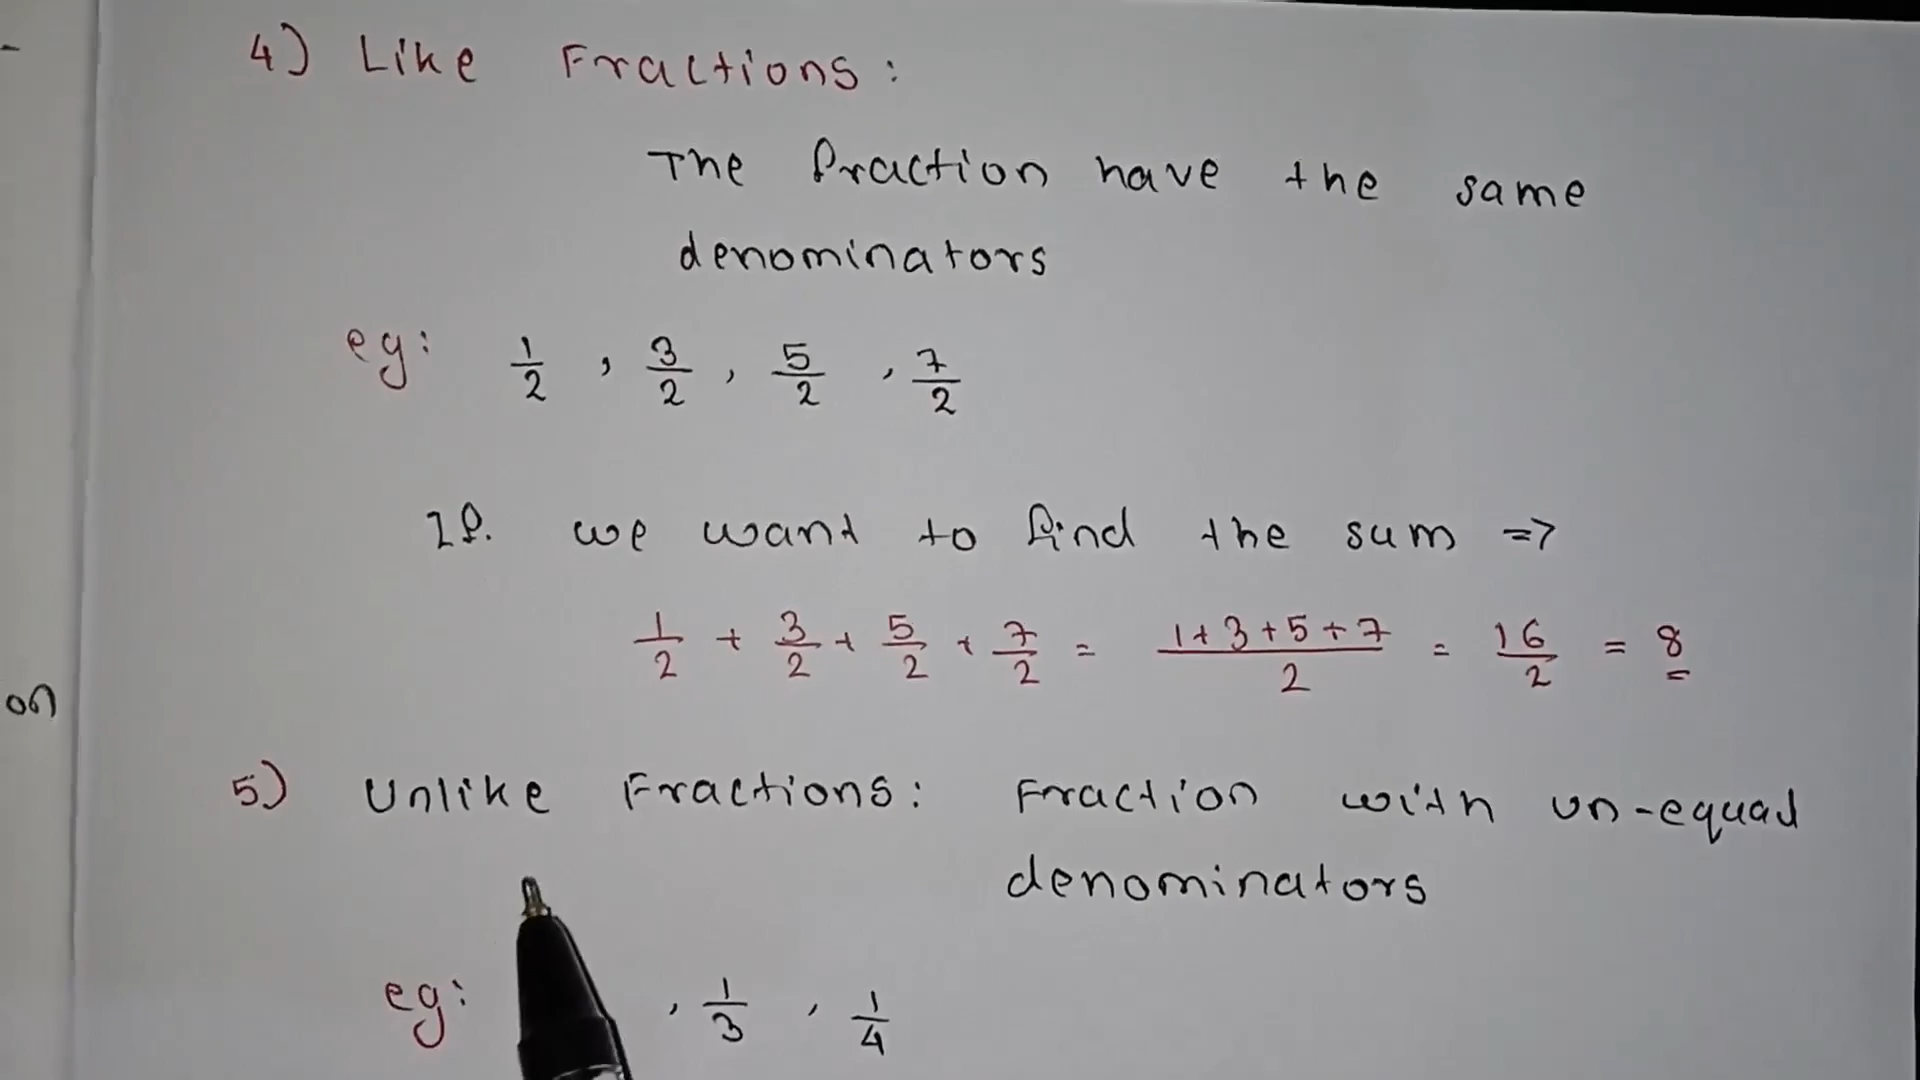 4) Like Fractions:
The fraction have the same
denominators
eg: 1/2 , 3/2 , 5/2 , 7/2
If. we want to find the sum =>
1/2 + 3/2 + 5/2 + 7/2 = 1+3+5+7/2 = 16/2 = 8
on
5) Unlike Fractions: Fraction with un-equal
denominators
eg: , 1/3 , 1/4